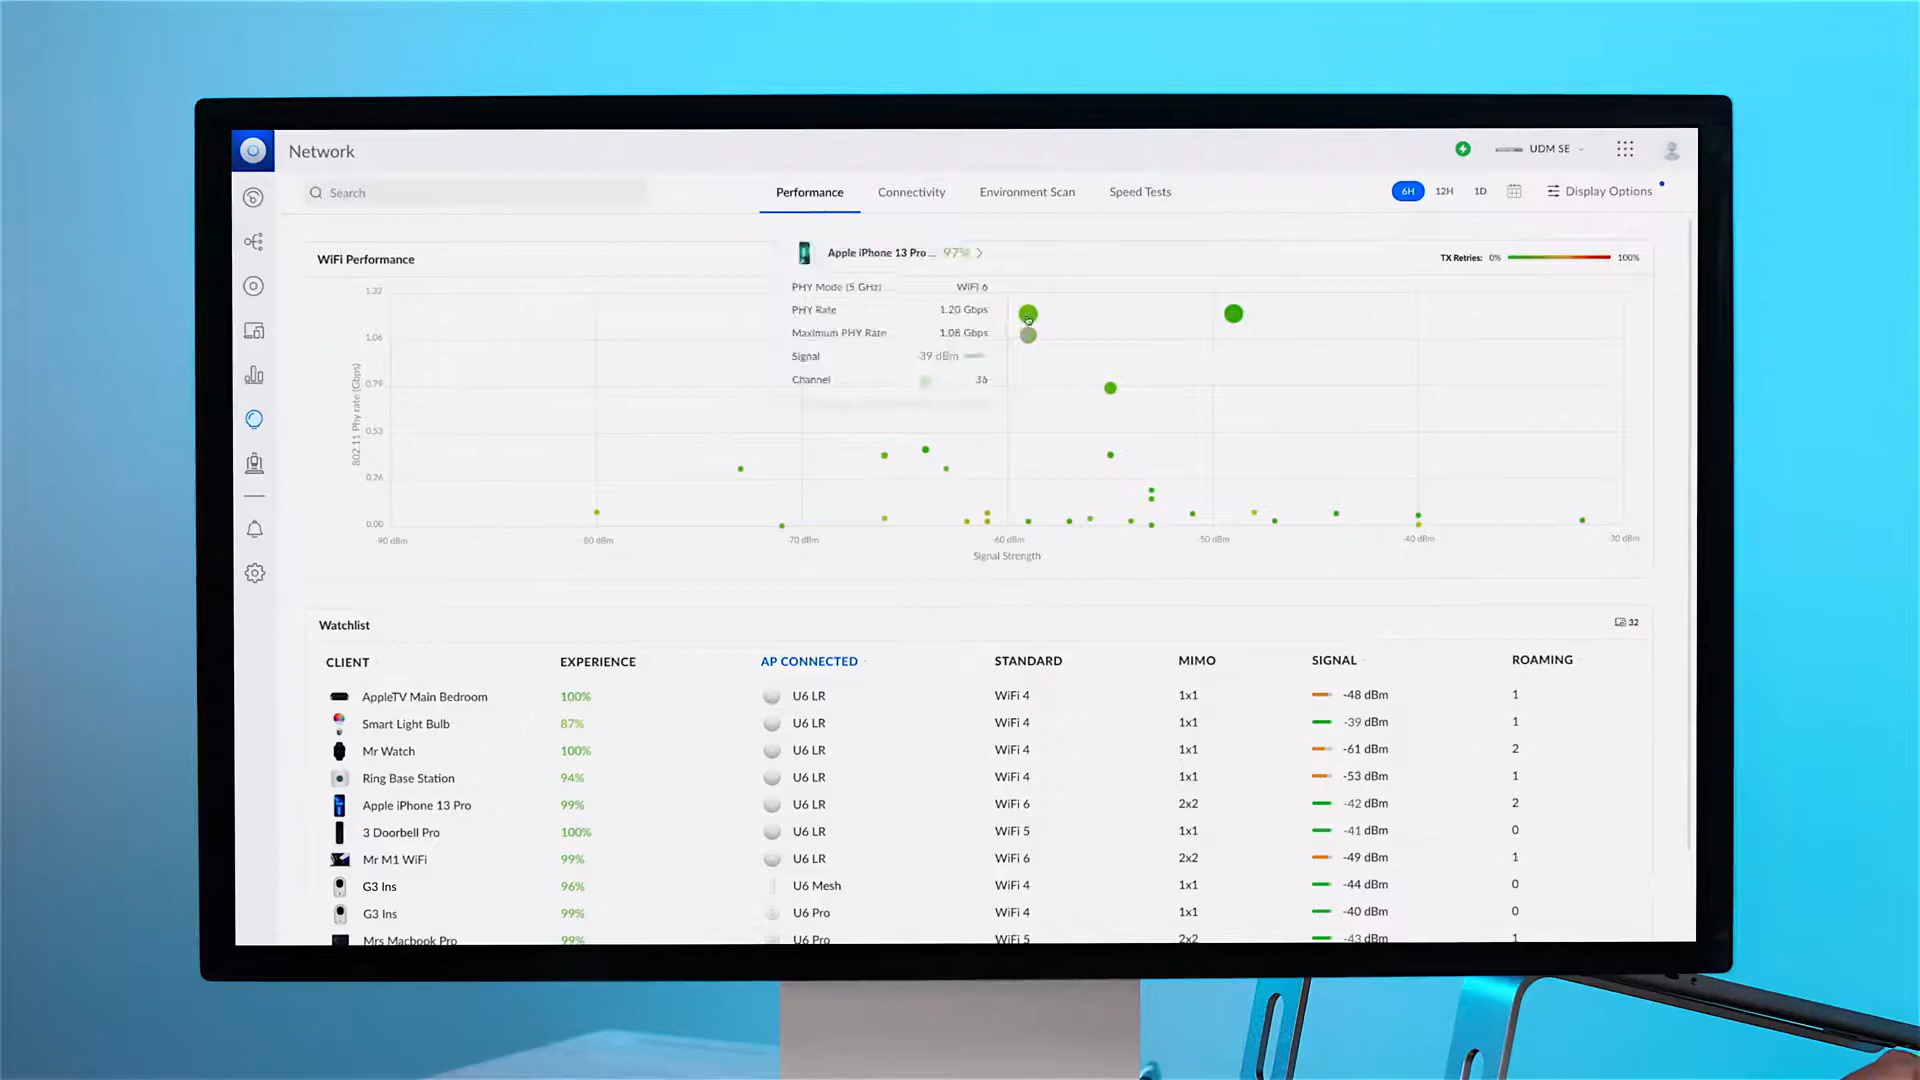 Network
UDM SE
Search
Performance Connectivity Environment Scan Speed Tests
6H 12H 1D Display Options
WiFi Performance
Apple iPhone 13 Pro ... 97%
TX Retries: 0% 100%
PHY Mode (5 GHz) WiFi 6
PHY Rate 1.20 Gbps
Maximum PHY Rate 1.08 Gbps
Signal -39 dBm
Channel 36
1.32
1.06
0.79
0.53
0.26
0.00
802.11 Phy rate (Gbps)
-90 dBm -80 dBm -70 dBm -60 dBm -50 dBm -40 dBm -30 dBm
Signal Strength
Watchlist 32
CLIENT EXPERIENCE AP CONNECTED STANDARD MIMO SIGNAL ROAMING
AppleTV Main Bedroom 100% U6 LR WiFi 4 1x1 -48 dBm 1
Smart Light Bulb 87% U6 LR WiFi 4 1x1 -39 dBm 1
Mr Watch 100% U6 LR WiFi 4 1x1 -61 dBm 2
Ring Base Station 94% U6 LR WiFi 4 1x1 -53 dBm 1
Apple iPhone 13 Pro 99% U6 LR WiFi 6 2x2 -42 dBm 2
3 Doorbell Pro 100% U6 LR WiFi 5 1x1 -41 dBm 0
Mr M1 WiFi 99% U6 LR WiFi 6 2x2 -49 dBm 1
G3 Ins 96% U6 Mesh WiFi 4 1x1 -44 dBm 0
G3 Ins 99% U6 Pro WiFi 4 1x1 -40 dBm 0
Mrs Macbook Pro 99% U6 Pro WiFi 5 2x2 -43 dBm 1